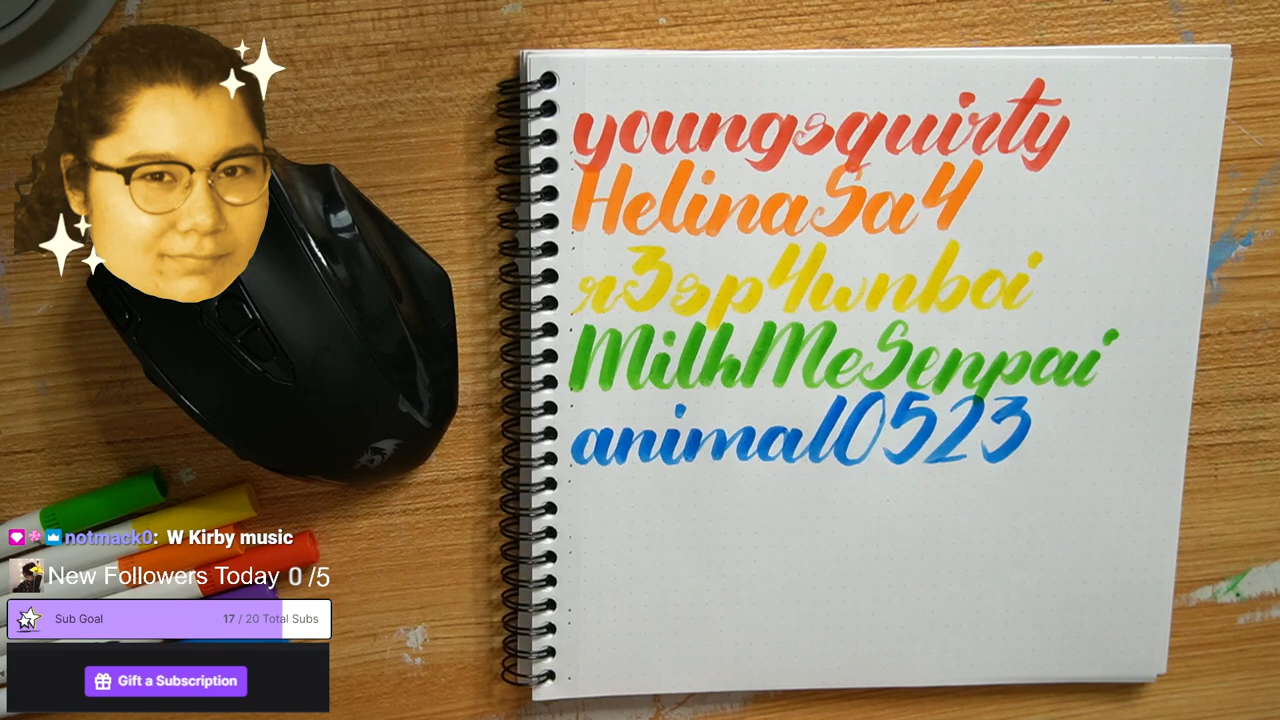 youngsquirty
HelinaSa4
r3sp4wnboi
MilkMeSenpai
animal0523
notmack0: W Kirby music
New Followers Today 0 /5
Sub Goal 17 / 20 Total Subs
Gift a Subscription